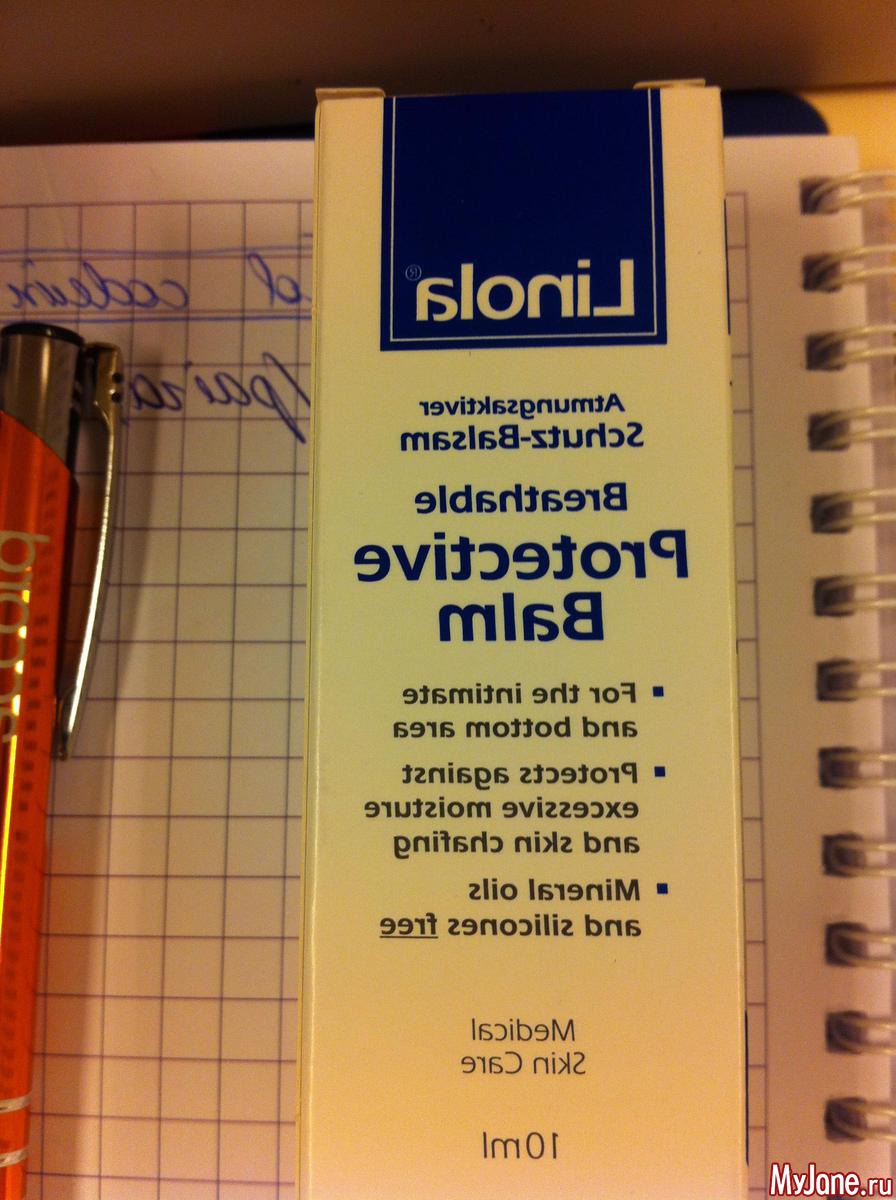 Linola®
Atmungsaktiver
Schutz-Balsam
Breathable
Protective
Balm
▪ For the intimate
and bottom area
▪ Protects against
excessive moisture
and skin chafing
▪ Mineral oils
and silicones free
Medical
Skin Care
10ml
MyJane.ru